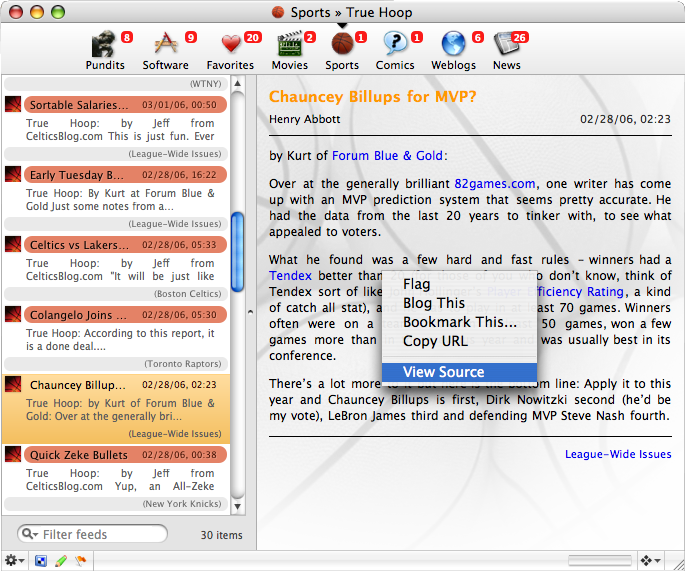 Sports » True Hoop
8 9 20 2 1 1 6 26
Pundits Software Favorites Movies Sports Comics Weblogs News
(WTNY)
Sortable Salaries... 03/01/06, 00:50
True Hoop: by Jeff from
CelticsBlog.com This is just fun. Ever
(League-Wide Issues)
Early Tuesday B... 02/28/06, 16:22
True Hoop: By Kurt at Forum Blue &
Gold Just some notes from a...
(League-Wide Issues)
Celtics vs Lakers... 02/28/06, 05:33
True Hoop: by Jeff from
CelticsBlog.com "It will be just like
(Boston Celtics)
Colangelo Joins ... 02/28/06, 02:34
True Hoop: According to this report, it
is a done deal....
(Toronto Raptors)
Chauncey Billup... 02/28/06, 02:23
True Hoop: by Kurt of Forum Blue &
Gold: Over at the generally bri...
(League-Wide Issues)
Quick Zeke Bullets 02/28/06, 00:38
True Hoop: by Jeff from
CelticsBlog.com Yup, an All-Zeke
(New York Knicks)
Filter feeds 30 items
Chauncey Billups for MVP?
Henry Abbott 02/28/06, 02:23
by Kurt of Forum Blue & Gold:
Over at the generally brilliant 82games.com, one writer has come
up with an MVP prediction system that seems pretty accurate. He
had the data from the last 20 years to tinker with, to see what
appealed to voters.
What he found was a few hard and fast rules – winners had a
Tendex better than don't know, think of
Tendex sort of like Efficiency Rating, a kind
of catch all stat), and at least 70 games. Winners
often were on a 50 games, won a few
games more than and was usually best in its
conference.
There's a lot more to bottom line: Apply it to this
year and Chauncey Billups is first, Dirk Nowitzki second (he'd be
my vote), LeBron James third and defending MVP Steve Nash fourth.
League-Wide Issues
Flag
Blog This
Bookmark This...
Copy URL
View Source